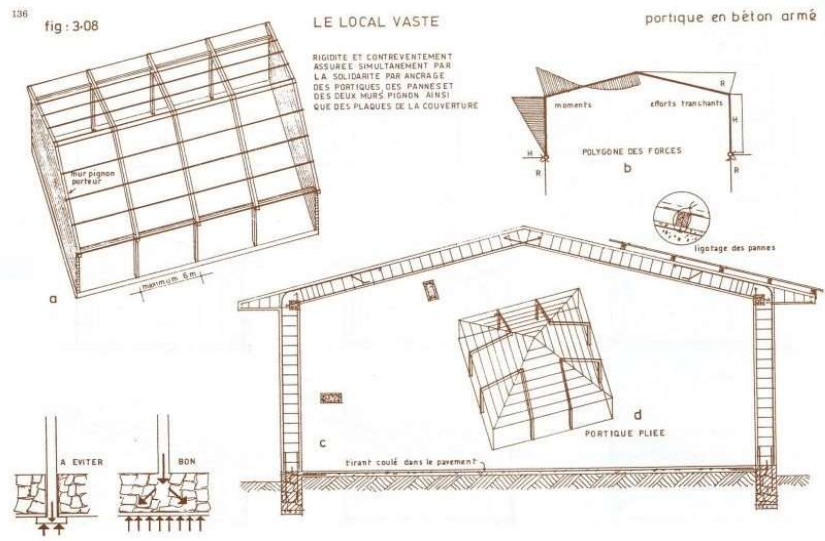 136
fig : 3-08
LE LOCAL VASTE
portique en béton armé
RIGIDITE ET CONTREVENTEMENT
ASSUREE SIMULTANEMENT PAR
LA SOLIDARITE PAR ANCRAGE
DES PORTIQUES, DES PANNES ET
DES DEUX MURS PIGNON AINSI
QUE DES PLAQUES DE LA COUVERTURE
mur pignon
porteur
maximum 6 m
a
moments
efforts tranchants
R
H
H
POLYGONE DES FORCES
R
R
b
ligotage des pannes
c
d
PORTIQUE PLIEE
tirant coulé dans le pavement
A EVITER
BON